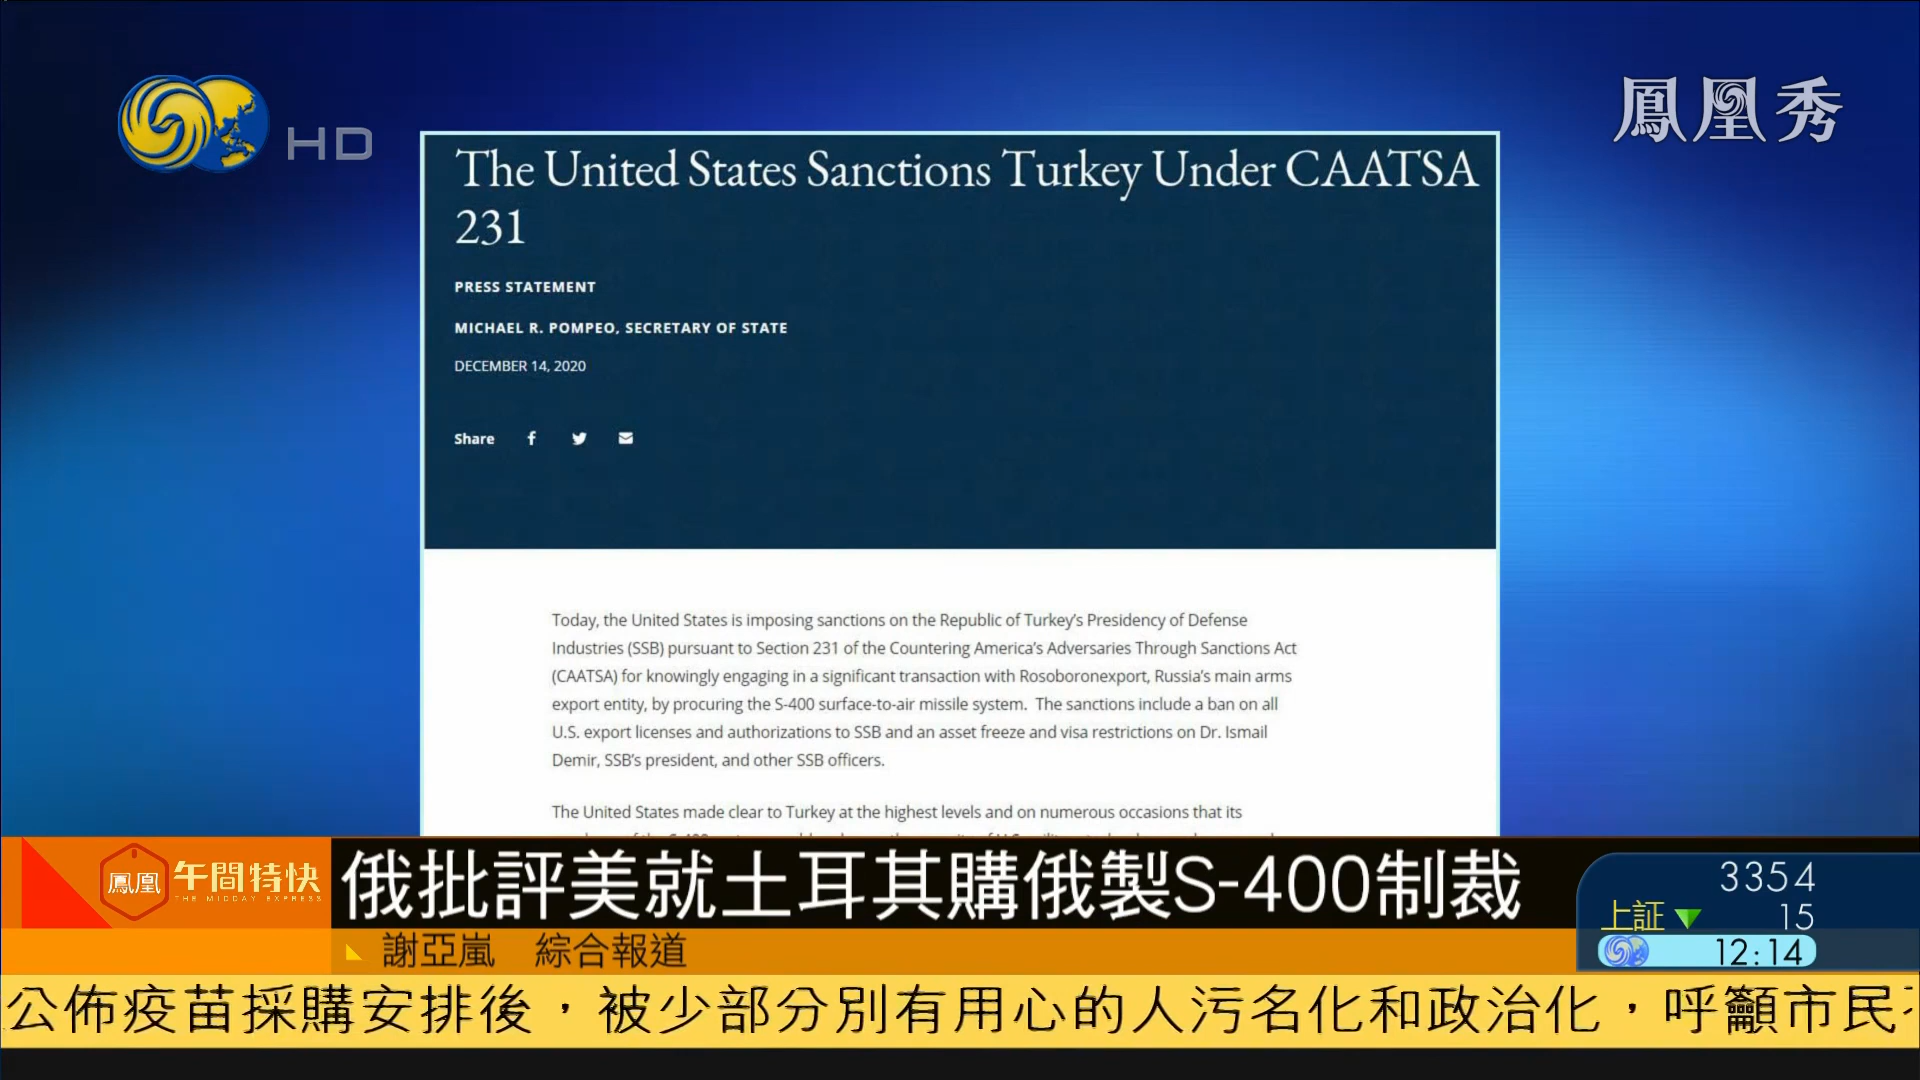 HD
鳳凰秀
The United States Sanctions Turkey Under CAATSA
231
PRESS STATEMENT
MICHAEL R. POMPEO, SECRETARY OF STATE
DECEMBER 14, 2020
Share
Today, the United States is imposing sanctions on the Republic of Turkey’s Presidency of Defense
Industries (SSB) pursuant to Section 231 of the Countering America’s Adversaries Through Sanctions Act
(CAATSA) for knowingly engaging in a significant transaction with Rosoboronexport, Russia’s main arms
export entity, by procuring the S-400 surface-to-air missile system.  The sanctions include a ban on all
U.S. export licenses and authorizations to SSB and an asset freeze and visa restrictions on Dr. Ismail
Demir, SSB’s president, and other SSB officers.
The United States made clear to Turkey at the highest levels and on numerous occasions that its
鳳凰 午間特快
THE MIDDAY EXPRESS
俄批評美就土耳其購俄製S-400制裁
謝亞嵐 綜合報道
3354
上証 15
12:14
公佈疫苗採購安排後，被少部分別有用心的人污名化和政治化，呼籲市民